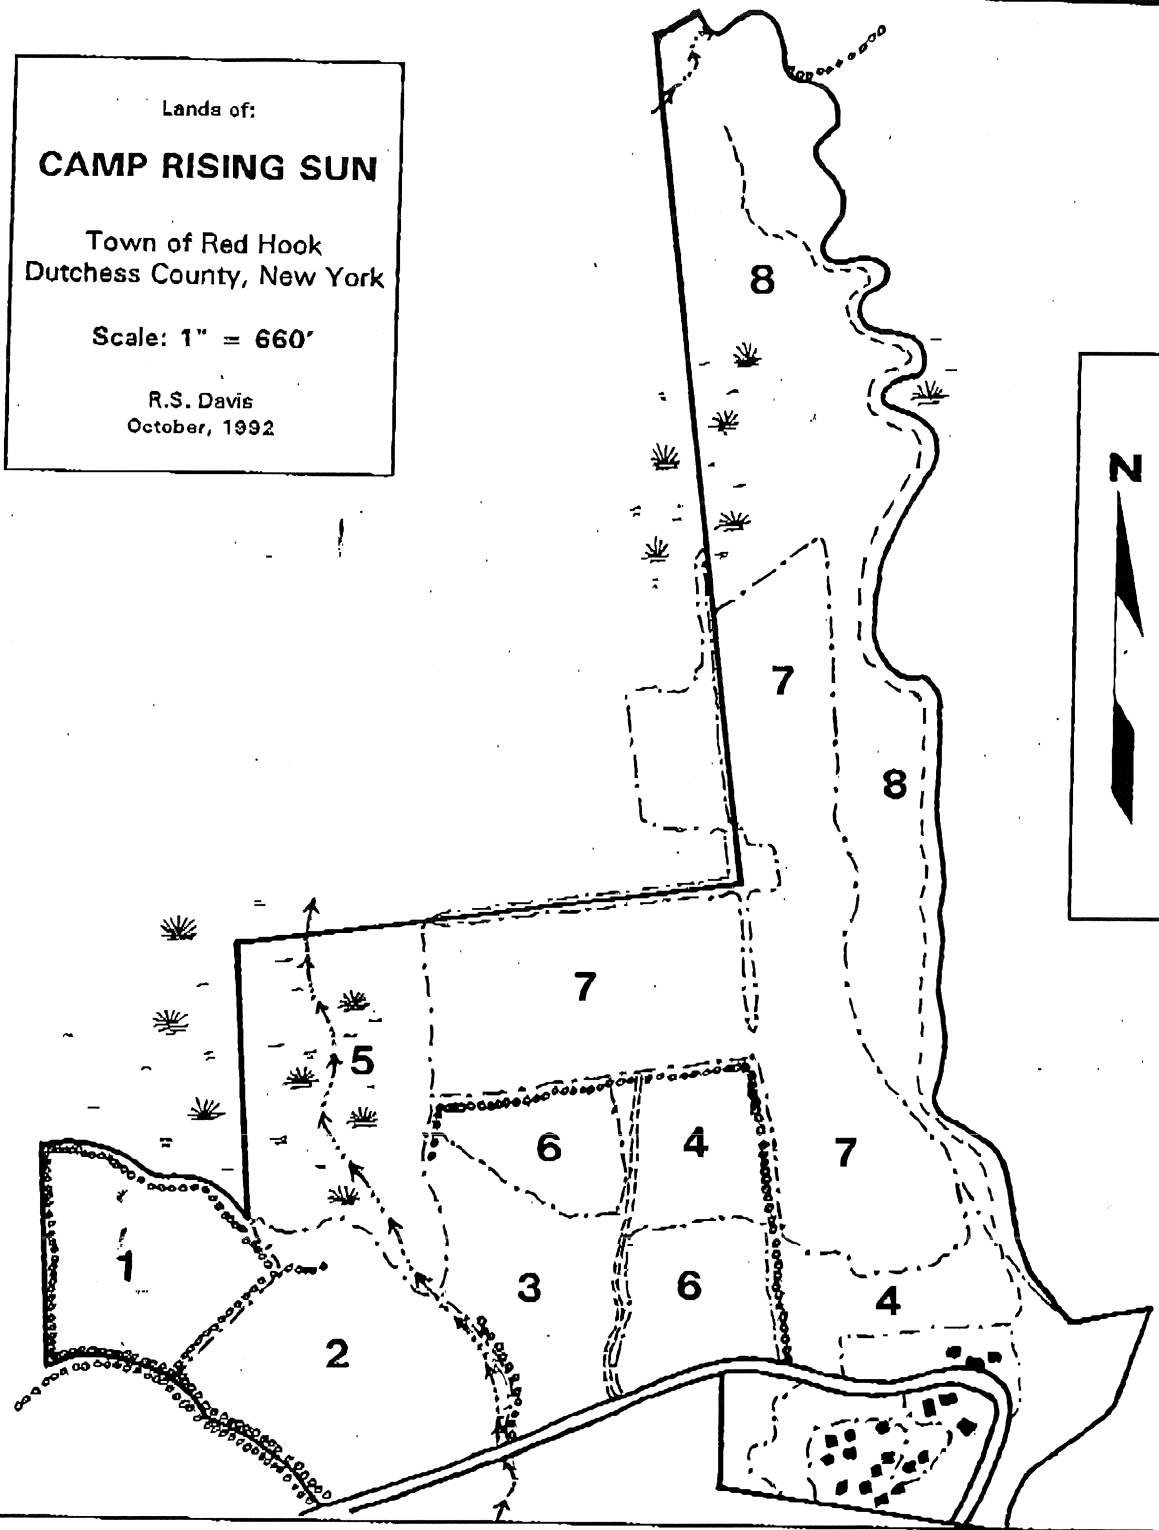 Lands of:
CAMP RISING SUN
Town of Red Hook
Dutchess County, New York
Scale: 1" = 660'
R.S. Davis
October, 1992
N
8
7
8
7
5
6
4
7
1
3
6
4
2